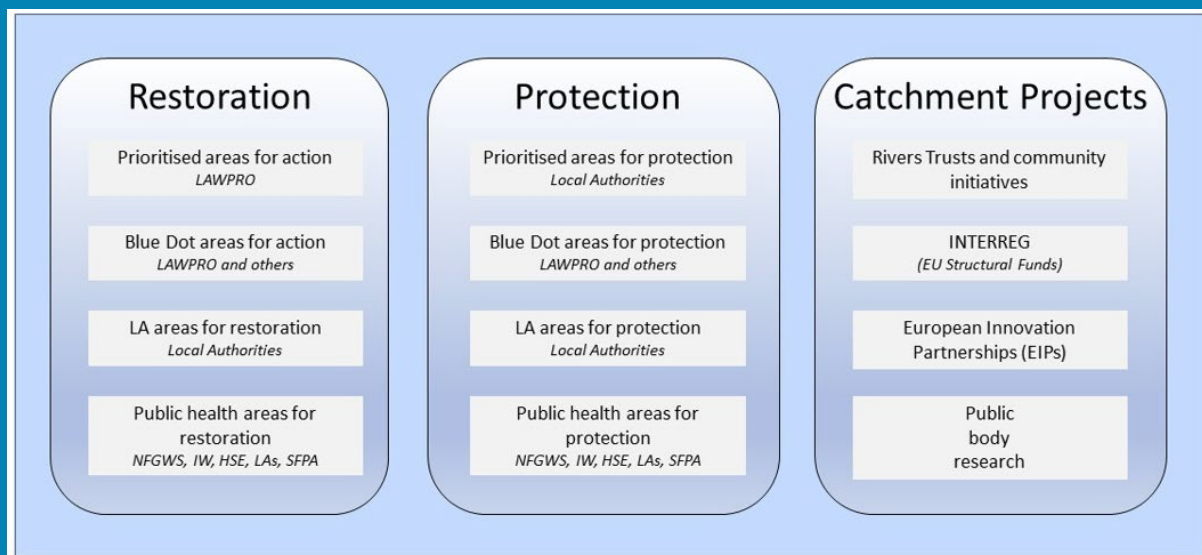 Restoration
Prioritised areas for action
LAWPRO
Blue Dot areas for action
LAWPRO and others
LA areas for restoration
Local Authorities
Public health areas for
restoration
NFGWS, IW, HSE, LAs, SFPA
Protection
Prioritised areas for protection
Local Authorities
Blue Dot areas for protection
LAWPRO and others
LA areas for protection
Local Authorities
Public health areas for
protection
NFGWS, IW, HSE, LAs, SFPA
Catchment Projects
Rivers Trusts and community
initiatives
INTERREG
(EU Structural Funds)
European Innovation
Partnerships (EIPs)
Public
body
research